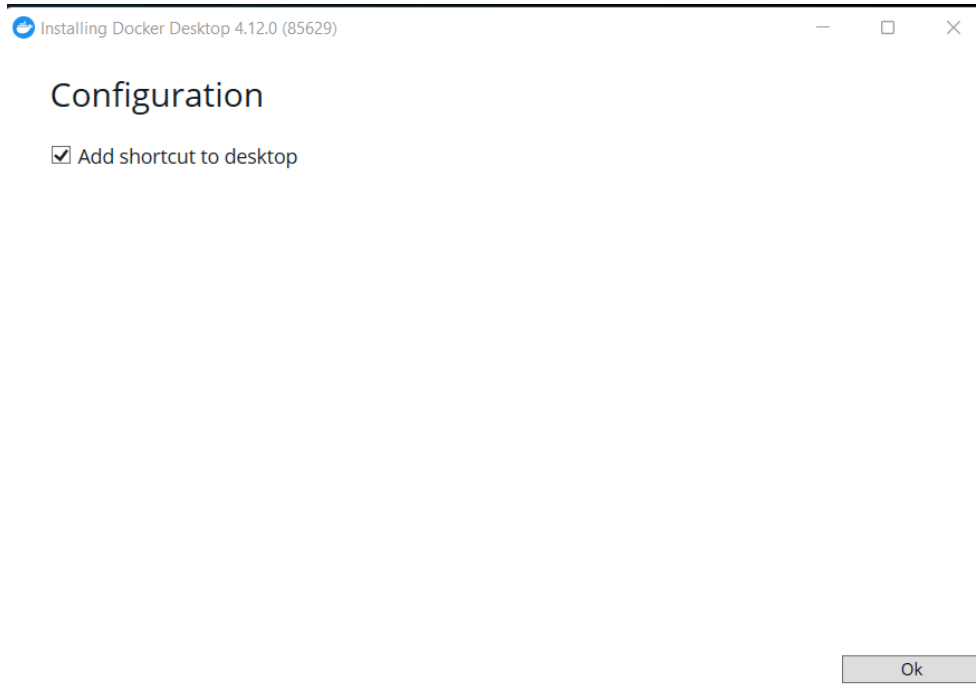 Installing Docker Desktop 4.12.0 (85629)
Configuration
Add shortcut to desktop
Ok